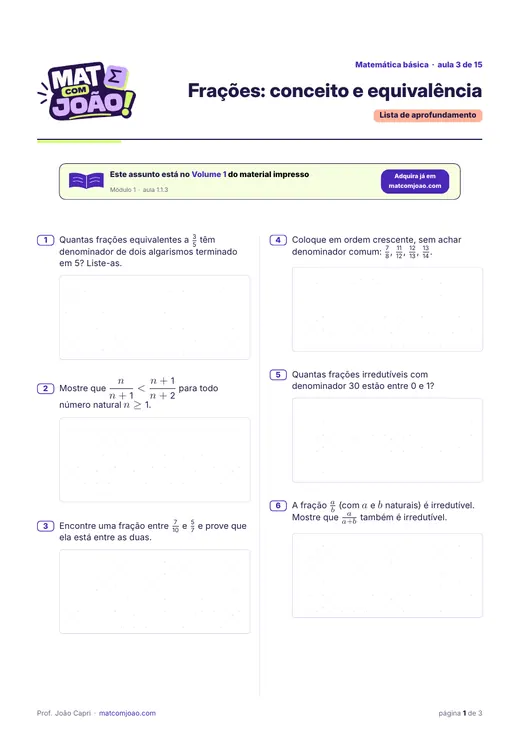 MAT
COM
JOÃO!
Σ
Matemática básica · aula 3 de 15
Frações: conceito e equivalência
Lista de aprofundamento
Este assunto está no Volume 1 do material impresso
Módulo 1 · aula 1.1.3
Adquira já em
matcomjoao.com
1 Quantas frações equivalentes a 3/5 têm
denominador de dois algarismos terminado
em 5? Liste-as.
2 Mostre que n/(n + 1) < (n + 1)/(n + 2) para todo
número natural n ≥ 1.
3 Encontre uma fração entre 7/10 e 5/7 e prove que
ela está entre as duas.
4 Coloque em ordem crescente, sem achar
denominador comum: 7/8, 11/12, 12/13, 13/14.
5 Quantas frações irredutíveis com
denominador 30 estão entre 0 e 1?
6 A fração a/b (com a e b naturais) é irredutível.
Mostre que a/(a+b) também é irredutível.
Prof. João Capri · matcomjoao.com
página 1 de 3